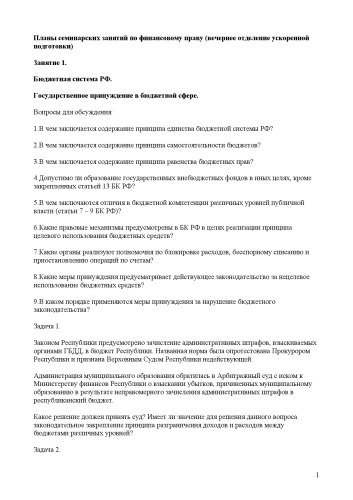 Планы семинарских занятий по финансовому праву (вечернее отделение ускоренной
подготовки)
Занятие 1.
Бюджетная система РФ.
Государственное принуждение в бюджетной сфере.
Вопросы для обсуждения
1.В чем заключается содержание принципа единства бюджетной системы РФ?
2.В чем заключается содержание принципа самостоятельности бюджетов?
3.В чем заключается содержание принципа равенства бюджетных прав?
4.Допустимо ли образование государственных внебюджетных фондов в иных целях, кроме
закрепленных статьей 13 БК РФ?
5.В чем заключаются отличия в бюджетной компетенции различных уровней публичной
власти (статьи 7 – 9 БК РФ)?
6.Какие правовые механизмы предусмотрены в БК РФ в целях реализации принципа
целевого использования бюджетных средств?
7.Какие органы реализуют полномочия по блокировке расходов, бесспорному списанию и
приостановлению операций по счетам?
8.Какие меры принуждения предусматривает действующее законодательство за нецелевое
использование бюджетных средств?
9.В каком порядке применяются меры принуждения за нарушение бюджетного
законодательства?
Задача 1.
Законом Республики предусмотрено зачисление административных штрафов, взыскиваемых
органами ГБДД, в бюджет Республики. Названная норма была опротестована Прокурором
Республики и признана Верховным Судом Республики недействующей.
Администрация муниципального образования обратилась в Арбитражный суд с иском к
Министерству финансов Республики о взыскании убытков, причиненных муниципальному
образованию в результате неправомерного зачисления административных штрафов в
республиканский бюджет.
Какое решение должен принять суд? Имеет ли значение для решения данного вопроса
законодательное закрепление принципа разграничения доходов и расходов между
бюджетами различных уровней?
Задача 2.
1